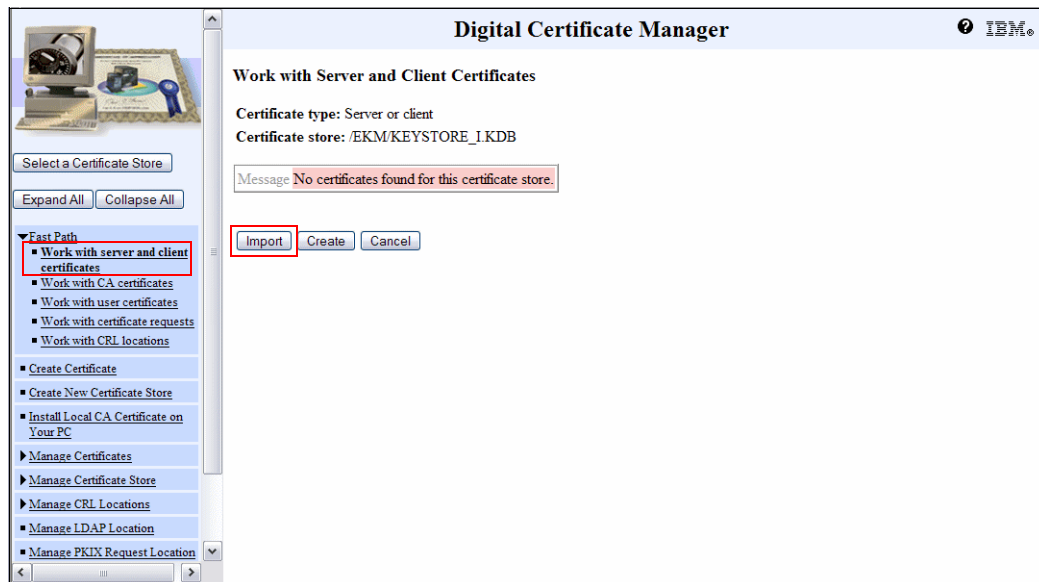 Digital Certificate Manager
IBM®
Select a Certificate Store
Expand All
Collapse All
Fast Path
Work with server and client
certificates
Work with CA certificates
Work with user certificates
Work with certificate requests
Work with CRL locations
Create Certificate
Create New Certificate Store
Install Local CA Certificate on
Your PC
Manage Certificates
Manage Certificate Store
Manage CRL Locations
Manage LDAP Location
Manage PKIX Request Location
Work with Server and Client Certificates
Certificate type: Server or client
Certificate store: /EKM/KEYSTORE_I.KDB
Message No certificates found for this certificate store.
Import
Create
Cancel